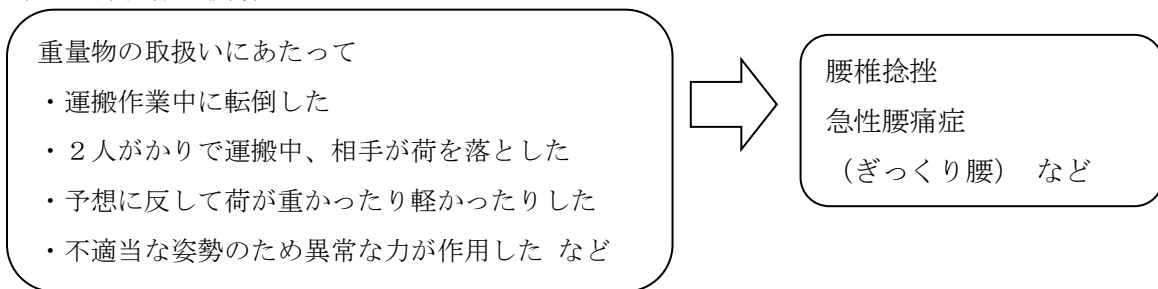 重量物の取扱いにあたって
・運搬作業中に転倒した
・２人がかりで運搬中、相手が荷を落とした
・予想に反して荷が重かったり軽かったりした
・不適当な姿勢のため異常な力が作用した など
腰椎捻挫
急性腰痛症
（ぎっくり腰） など